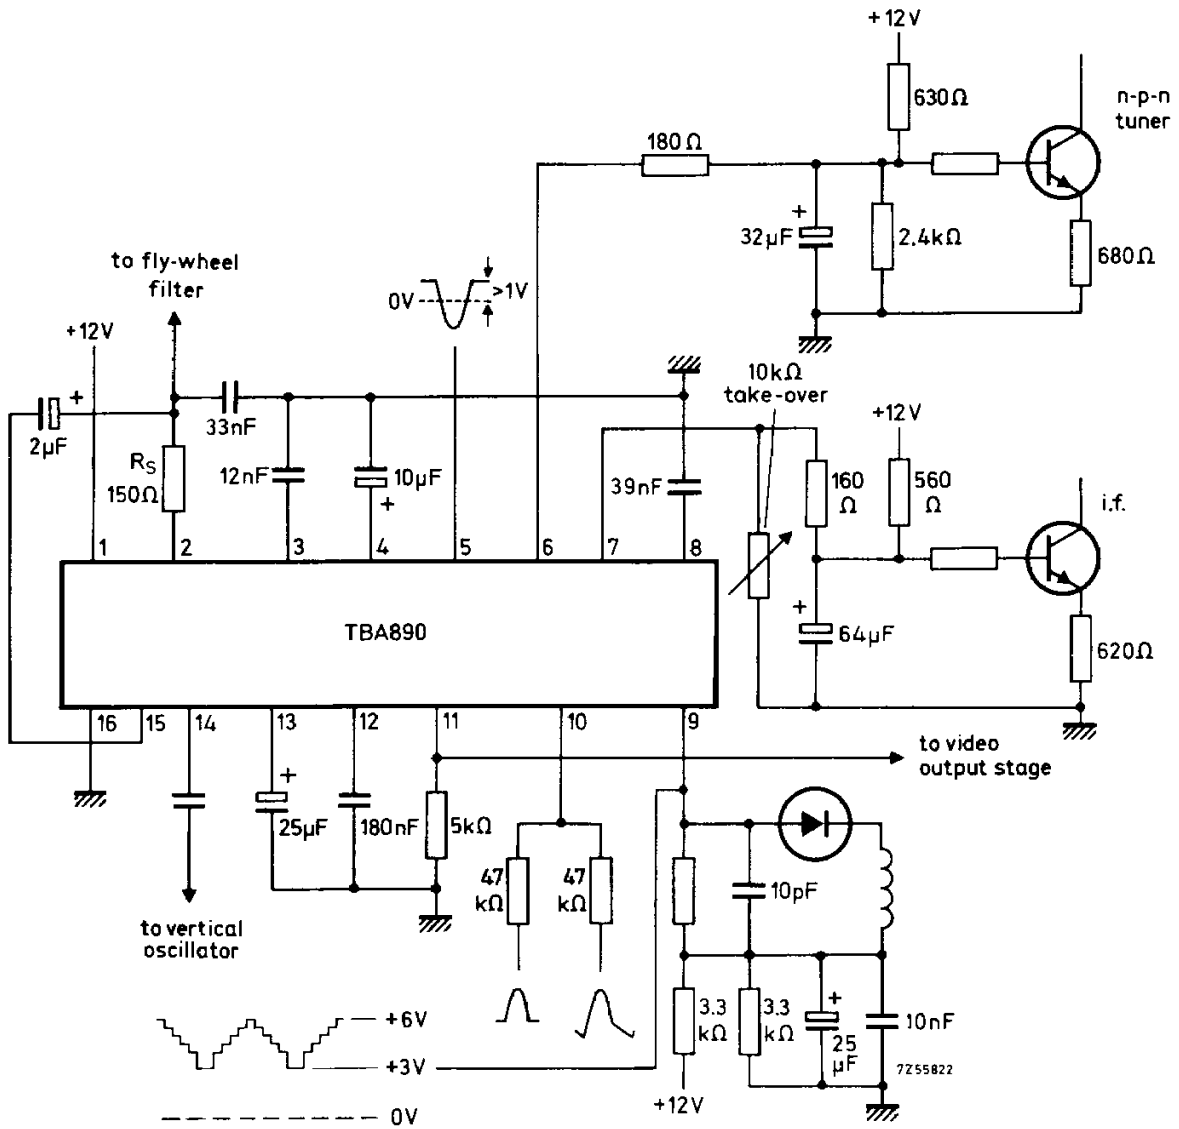 +12V
n-p-n
tuner
630Ω
180Ω
+
32µF
2.4kΩ
680Ω
to fly-wheel
filter
0V
>1V
+12V
10kΩ
take-over
+12V
+
2µF
33nF
RS
150Ω
12nF
10µF
+
39nF
160
Ω
560
Ω
i.f.
1 2 3 4 5 6 7 8
TBA890
+
64µF
620Ω
16 15 14 13 12 11 10 9
to video
output stage
+
25µF
180nF
5kΩ
47
kΩ
47
kΩ
10pF
to vertical
oscillator
+6V
+3V
0V
3.3
kΩ
3.3
kΩ
+
25
µF
10nF
7Z55822
+12V